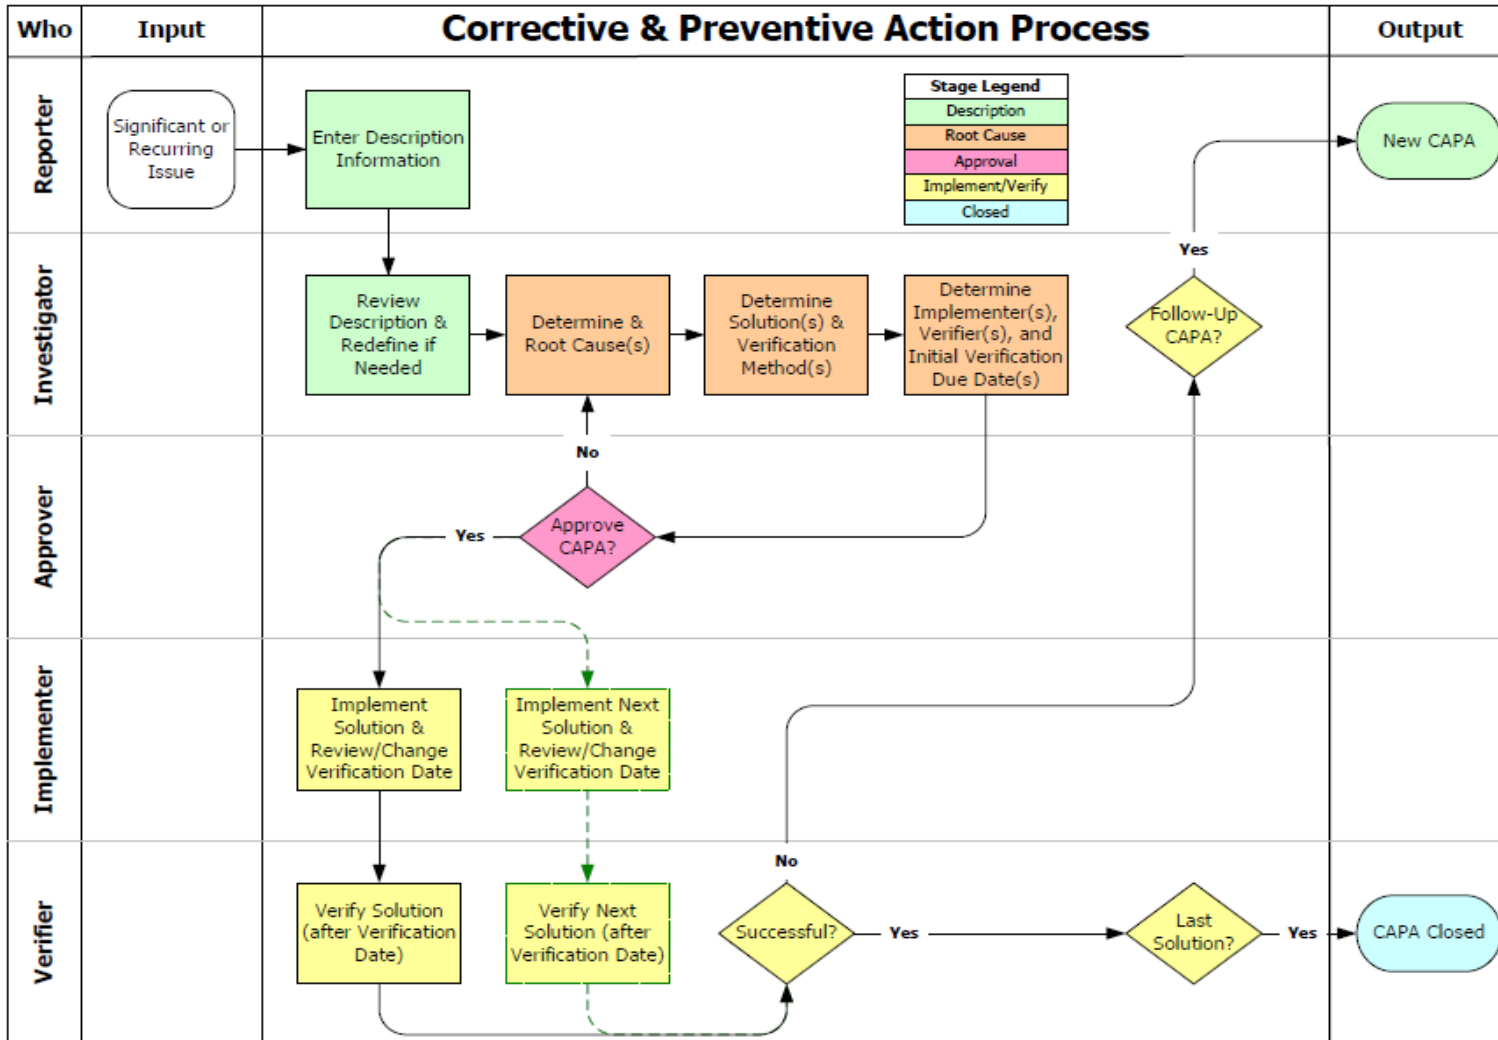 Who
Input
Corrective & Preventive Action Process
Output
Reporter
Significant or
Recurring
Issue
Enter Description
Information
Stage Legend
Description
Root Cause
Approval
Implement/Verify
Closed
New CAPA
Yes
Investigator
Review
Description &
Redefine if
Needed
Determine &
Root Cause(s)
Determine
Solution(s) &
Verification
Method(s)
Determine
Implementer(s),
Verifier(s), and
Initial Verification
Due Date(s)
Follow-Up
CAPA?
No
Approver
Yes
Approve
CAPA?
Implementer
Implement
Solution &
Review/Change
Verification Date
Implement Next
Solution &
Review/Change
Verification Date
No
Verifier
Verify Solution
(after Verification
Date)
Verify Next
Solution (after
Verification Date)
Successful?
Yes
Last
Solution?
Yes
CAPA Closed